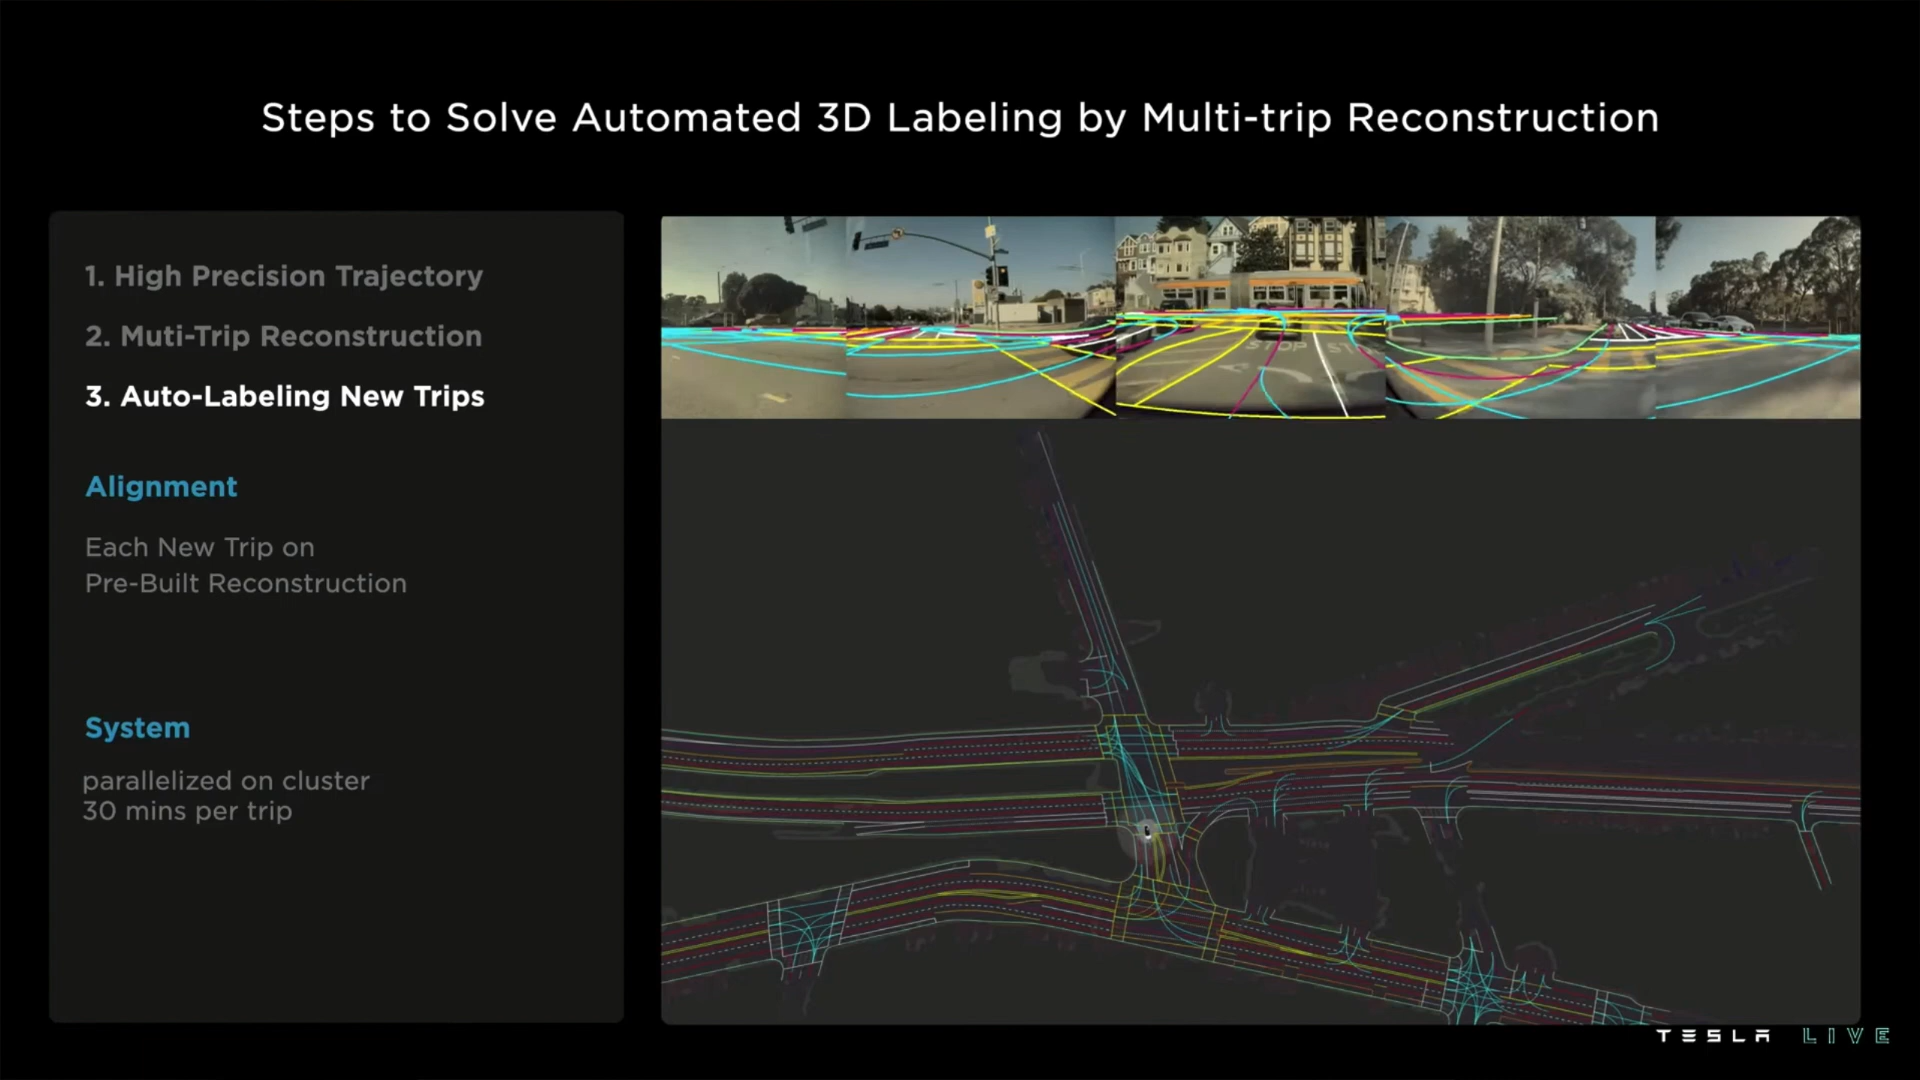 Steps to Solve Automated 3D Labeling by Multi-trip Reconstruction
1. High Precision Trajectory
2. Muti-Trip Reconstruction
3. Auto-Labeling New Trips
Alignment
Each New Trip on
Pre-Built Reconstruction
System
parallelized on cluster
30 mins per trip
STOP
ST
TESLA LIVE